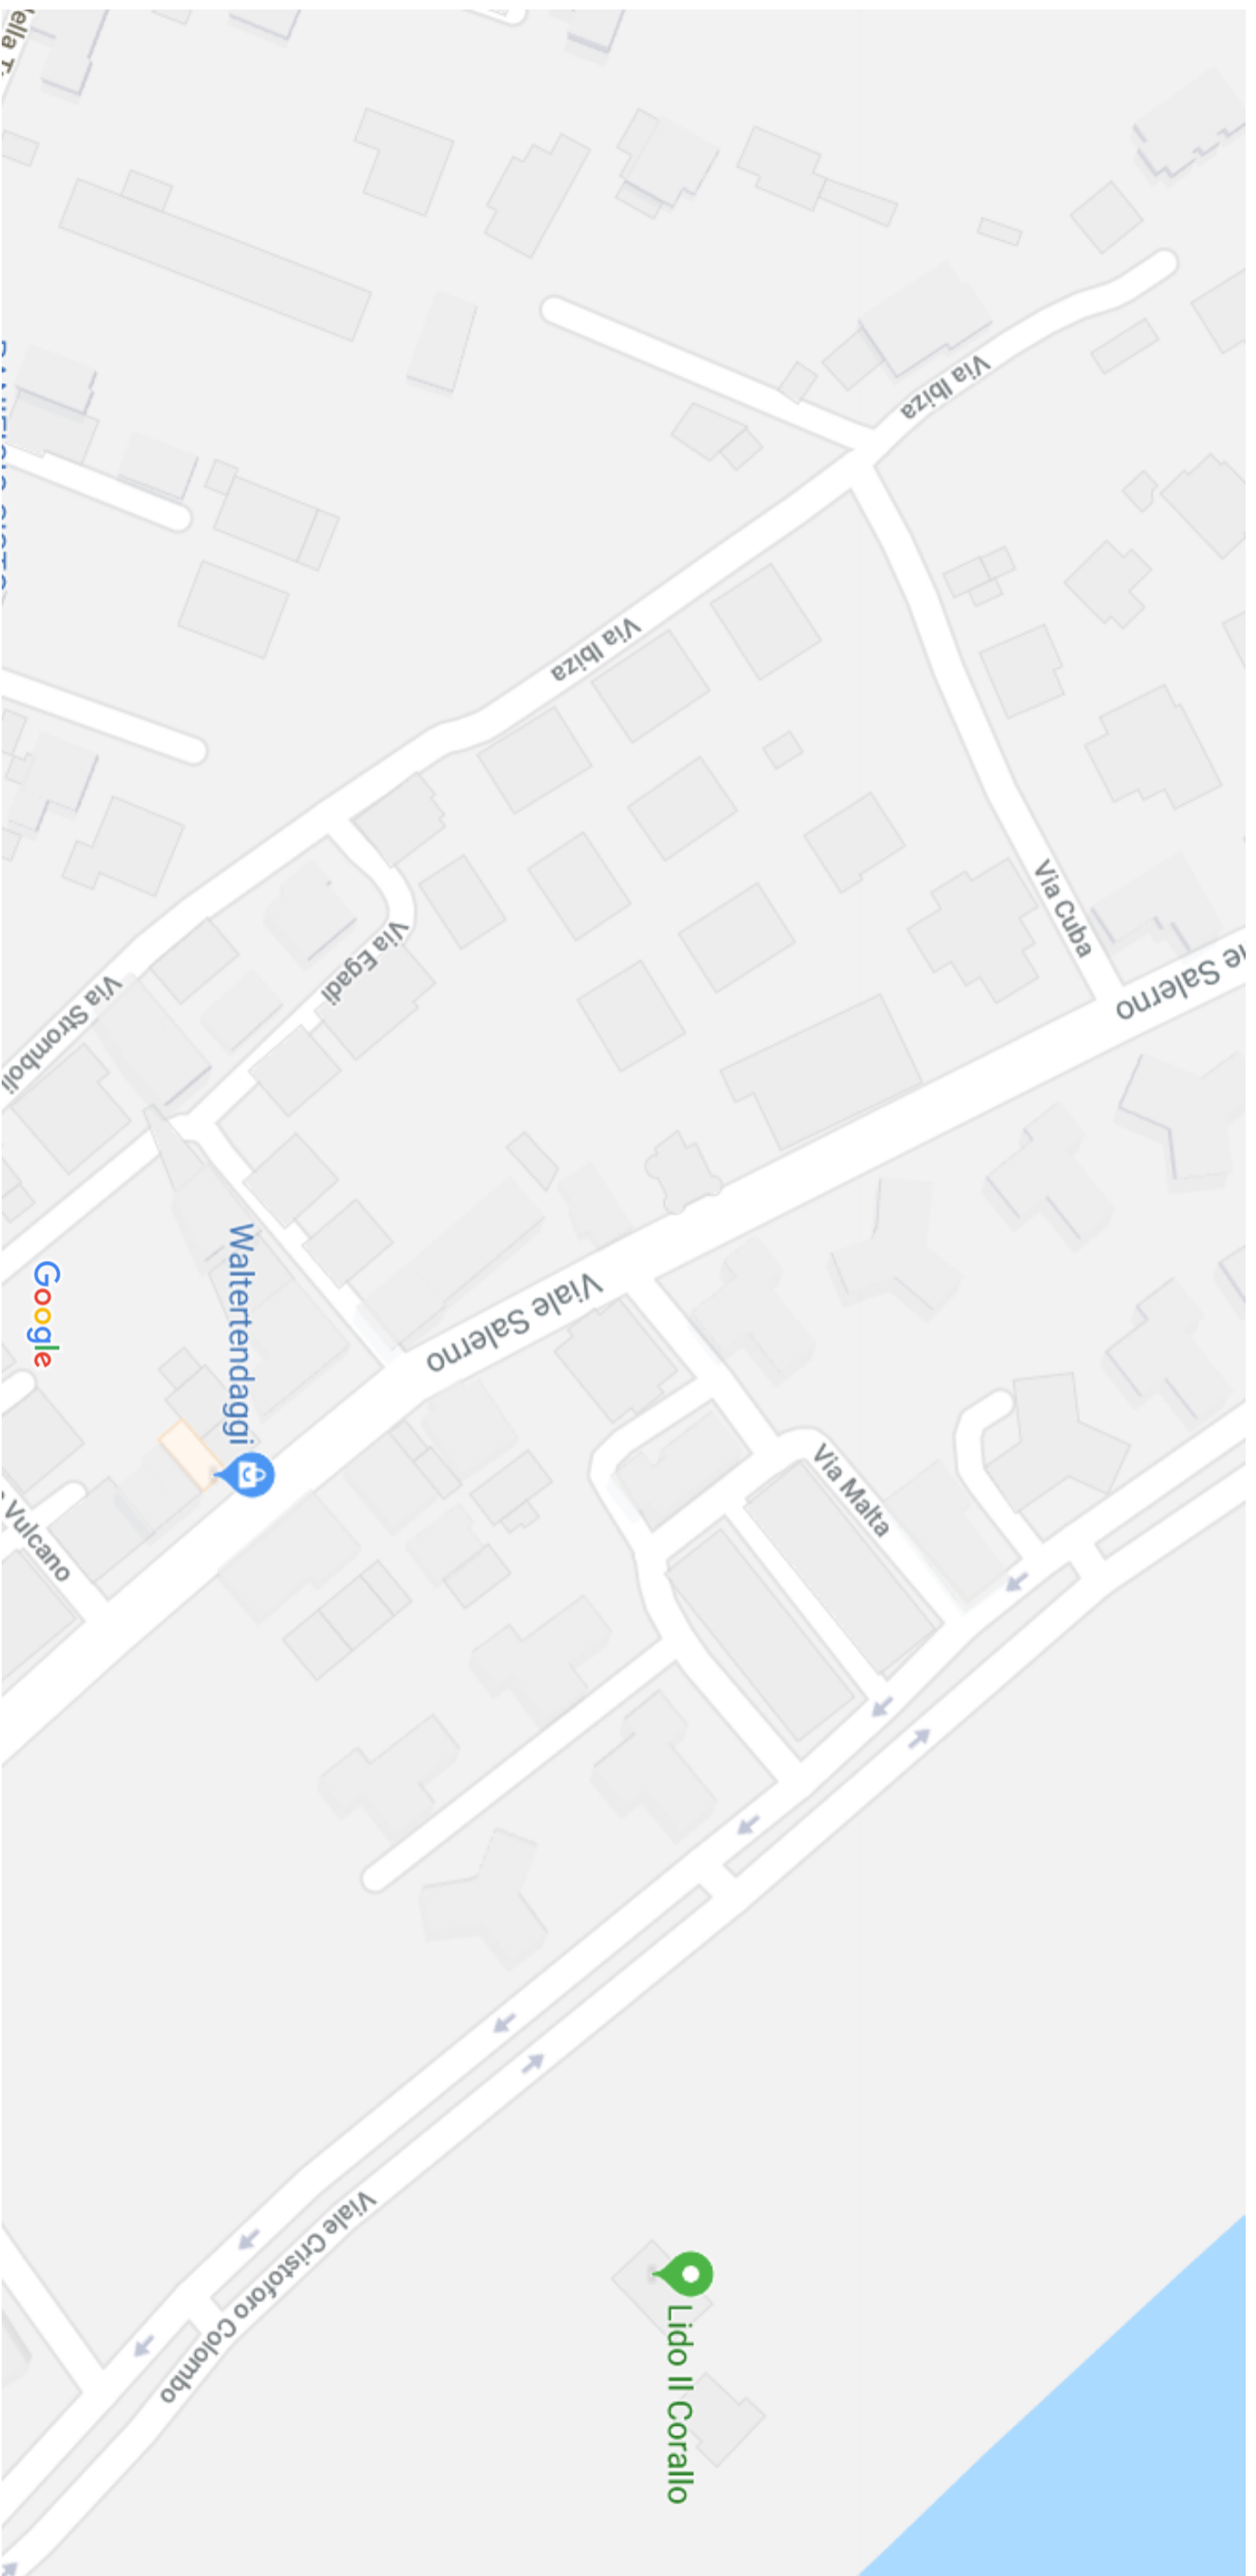 Via Ibiza
Via Ibiza
Via Cuba
Via Egadi
Via Stromboli
Salerno
Viale Salerno
Waltertendaggi
Google
Via Malta
Vulcano
Viale Cristoforo Colombo
Lido Il Corallo